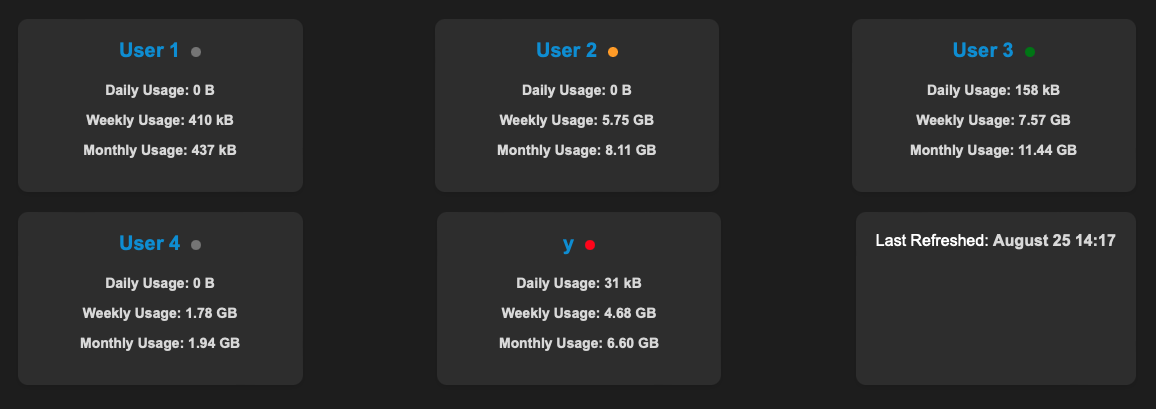 User 1
Daily Usage: 0 B
Weekly Usage: 410 kB
Monthly Usage: 437 kB
User 2
Daily Usage: 0 B
Weekly Usage: 5.75 GB
Monthly Usage: 8.11 GB
User 3
Daily Usage: 158 kB
Weekly Usage: 7.57 GB
Monthly Usage: 11.44 GB
User 4
Daily Usage: 0 B
Weekly Usage: 1.78 GB
Monthly Usage: 1.94 GB
y
Daily Usage: 31 kB
Weekly Usage: 4.68 GB
Monthly Usage: 6.60 GB
Last Refreshed: August 25 14:17